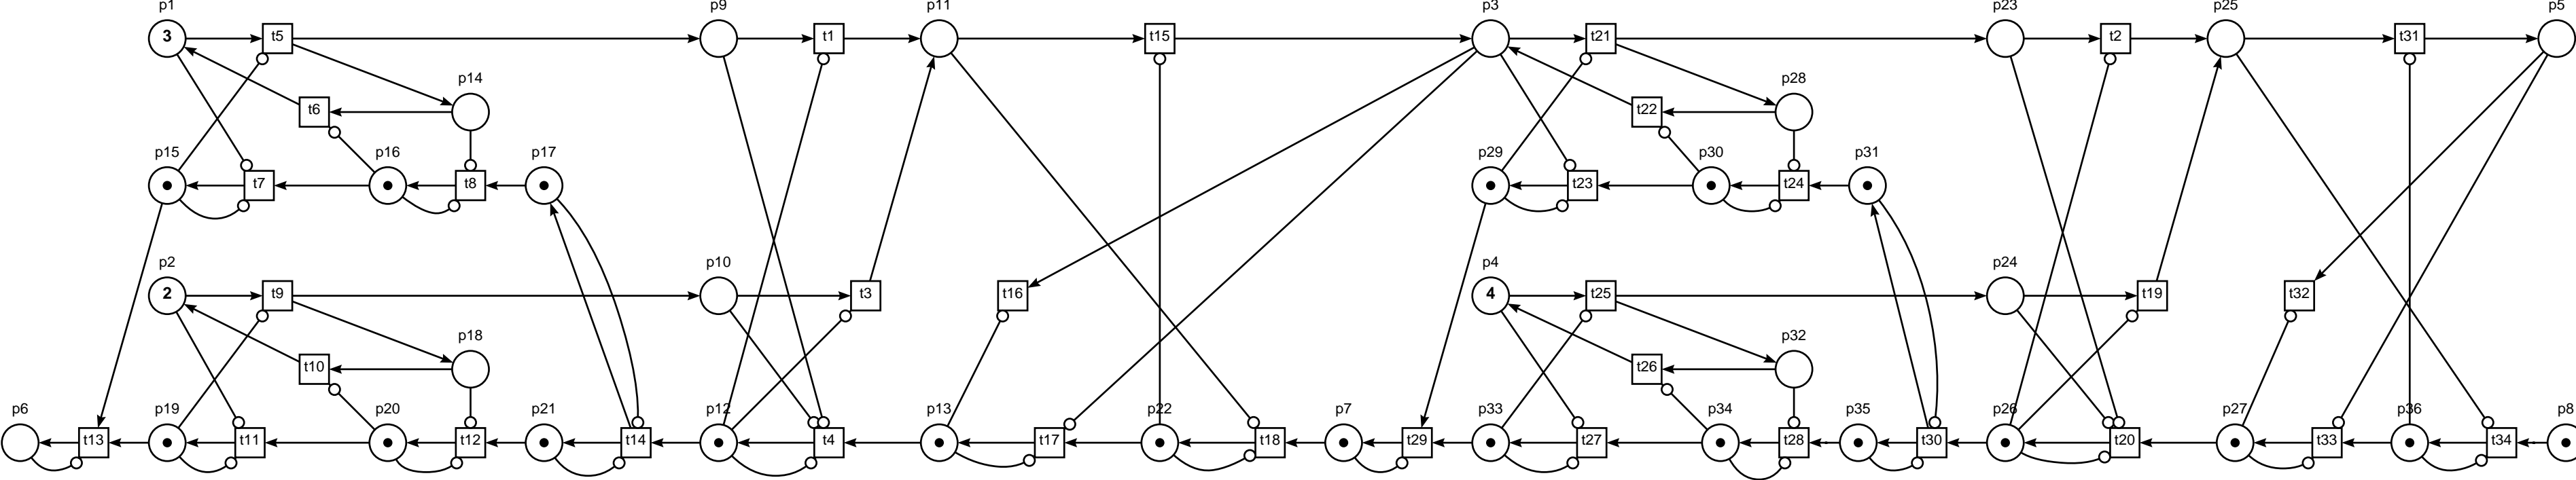 p1 p9 p11 p3 p23 p25 p5
3 t5 t1 t15 t21 t2 t31
p14 p28
t6 t22
p15 p16 p17 p29 p30 p31
t7 t8 t23 t24
p2 p10 p4 p24
2 t9 t3 t16 4 t25 t19 t32
p18 p32
t10 t26
p6 p19 p20 p21 p12 p13 p22 p7 p33 p34 p35 p26 p27 p36 p8
t13 t11 t12 t14 t4 t17 t18 t29 t27 t28 t30 t20 t33 t34